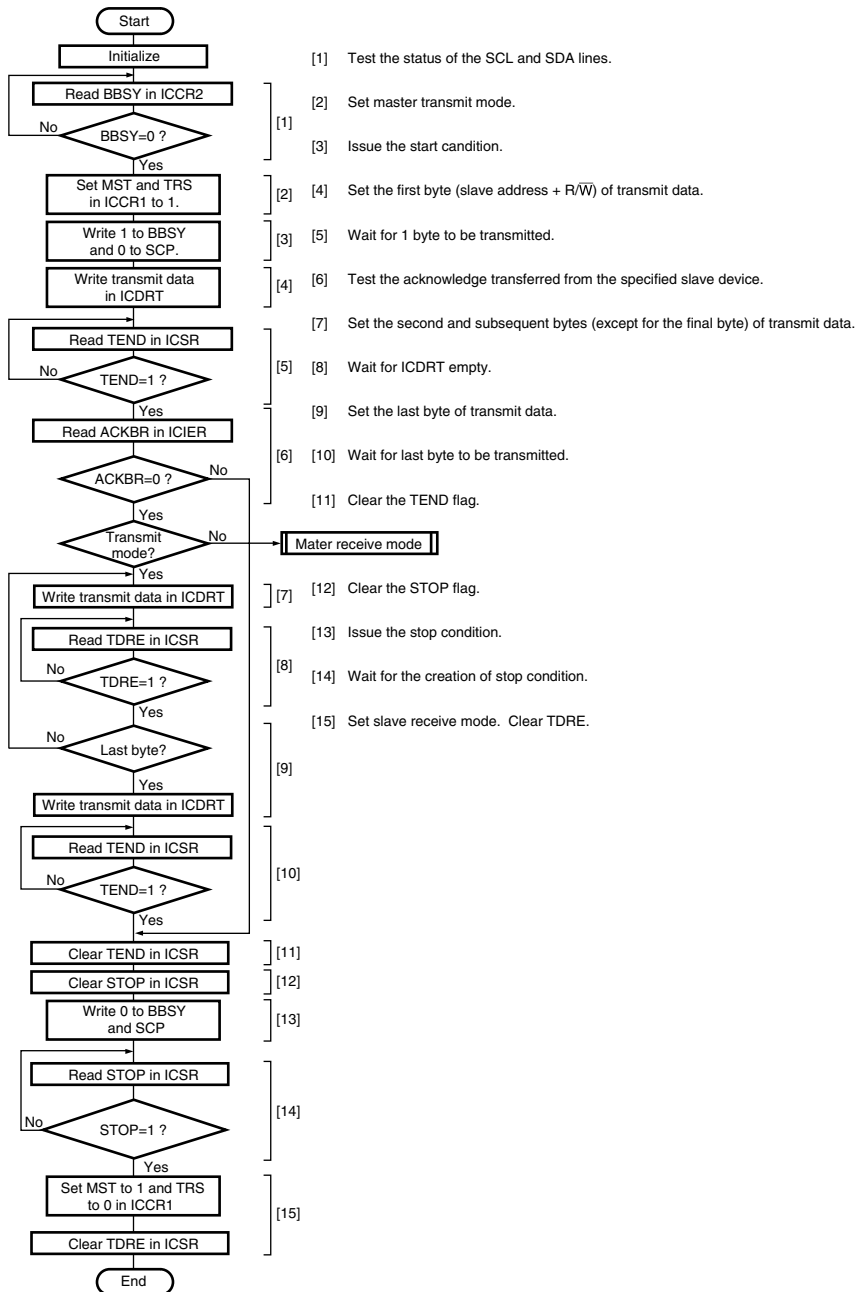 Start
Initialize
Read BBSY in ICCR2
No
BBSY=0 ?
[1]
Yes
Set MST and TRS
in ICCR1 to 1.
[2]
Write 1 to BBSY
and 0 to SCP.
[3]
Write transmit data
in ICDRT
[4]
Read TEND in ICSR
No
TEND=1 ?
[5]
Yes
Read ACKBR in ICIER
[6]
No
ACKBR=0 ?
Yes
Transmit
mode?
No
Mater receive mode
Yes
Write transmit data in ICDRT
[7]
Read TDRE in ICSR
No
TDRE=1 ?
[8]
Yes
No
Last byte?
[9]
Yes
Write transmit data in ICDRT
Read TEND in ICSR
No
TEND=1 ?
[10]
Yes
Clear TEND in ICSR
[11]
Clear STOP in ICSR
[12]
Write 0 to BBSY
and SCP
[13]
Read STOP in ICSR
No
STOP=1 ?
[14]
Yes
Set MST to 1 and TRS
to 0 in ICCR1
[15]
Clear TDRE in ICSR
End
[1] Test the status of the SCL and SDA lines.
[2] Set master transmit mode.
[3] Issue the start candition.
[4] Set the first byte (slave address + R/W̅) of transmit data.
[5] Wait for 1 byte to be transmitted.
[6] Test the acknowledge transferred from the specified slave device.
[7] Set the second and subsequent bytes (except for the final byte) of transmit data.
[8] Wait for ICDRT empty.
[9] Set the last byte of transmit data.
[10] Wait for last byte to be transmitted.
[11] Clear the TEND flag.
[12] Clear the STOP flag.
[13] Issue the stop condition.
[14] Wait for the creation of stop condition.
[15] Set slave receive mode. Clear TDRE.